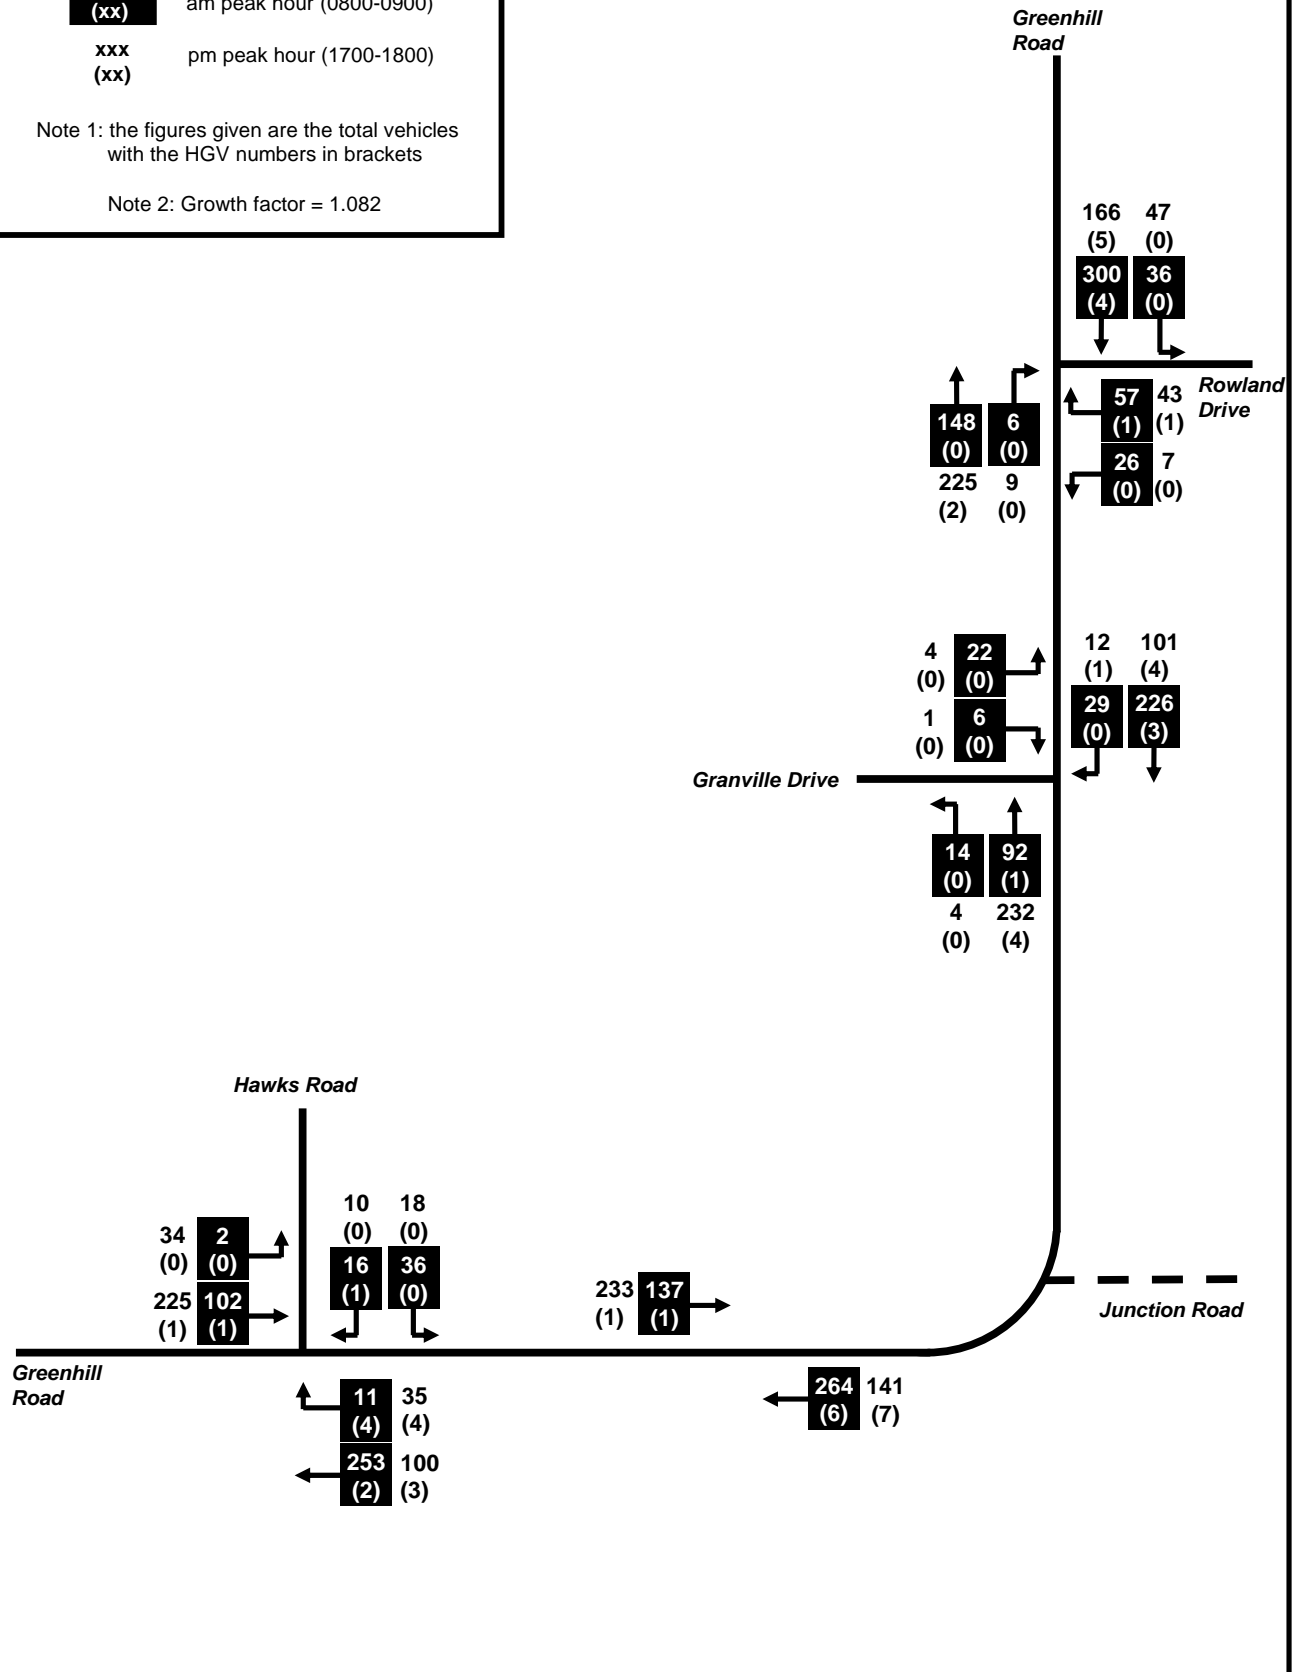 (xx)
am peak hour (0800-0900)
xxx
(xx)
pm peak hour (1700-1800)
Note 1: the figures given are the total vehicles
with the HGV numbers in brackets
Note 2: Growth factor = 1.082
Greenhill
Road
166 47
(5) (0)
300 36
(4) (0)
Rowland
Drive
57 43
(1) (1)
26 7
(0) (0)
148 6
(0) (0)
225 9
(2) (0)
4 22
(0) (0)
1 6
(0) (0)
12 101
(1) (4)
29 226
(0) (3)
Granville Drive
14 92
(0) (1)
4 232
(0) (4)
Hawks Road
10 18
(0) (0)
16 36
(1) (0)
34 2
(0) (0)
225 102
(1) (1)
233 137
(1) (1)
Junction Road
Greenhill
Road
264 141
(6) (7)
11 35
(4) (4)
253 100
(2) (3)